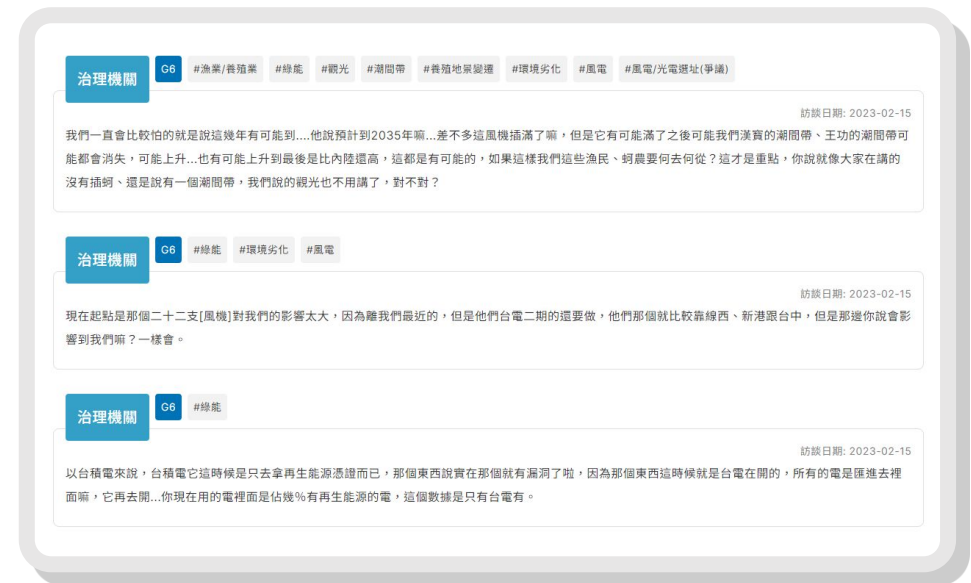 治理機關 G6 #漁業/養殖業 #綠能 #觀光 #潮間帶 #養殖地景變遷 #環境劣化 #風電 #風電/光電選址(爭議)
訪談日期: 2023-02-15
我們一直會比較怕的就是說這幾年有可能到....他說預計到2035年嘛...差不多這風機插滿了嘛，但是它有可能滿了之後可能我們漢寶的潮間帶、王功的潮間帶可
能都會消失，可能上升...也有可能上升到最後是比內陸還高，這都是有可能的，如果這樣我們這些漁民、蚵農要何去何從？這才是重點，你說就像大家在講的
沒有插蚵、還是說有一個潮間帶，我們說的觀光也不用講了，對不對？
治理機關 G6 #綠能 #環境劣化 #風電
訪談日期: 2023-02-15
現在起點是那個二十二支[風機]對我們的影響太大，因為離我們最近的，但是他們台電二期的還要做，他們那個就比較靠線西、新港跟台中，但是那邊你說會影
響到我們嘛？一樣會。
治理機關 G6 #綠能
訪談日期: 2023-02-15
以台積電來說，台積電它這時候是只去拿再生能源憑證而已，那個東西說實在那個就有漏洞了啦，因為那個東西這時候就是台電在開的，所有的電是匯進去裡
面嘛，它再去開...你現在用的電裡面是佔幾%有再生能源的電，這個數據是只有台電有。